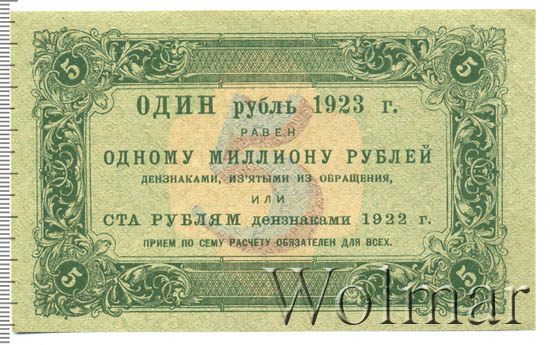 5 5
ОДИН рубль 1923 г.
РАВЕН
ОДНОМУ МИЛЛИОНУ РУБЛЕЙ
ДЕНЗНАКАМИ, ИЗ'ЯТЫМИ ИЗ ОБРАЩЕНИЯ,
ИЛИ
СТА РУБЛЯМ дензнаками 1922 г.
ПРИЕМ ПО СЕМУ РАСЧЕТУ ОБЯЗАТЕЛЕН ДЛЯ ВСЕХ.
5
5 5
Wolmar